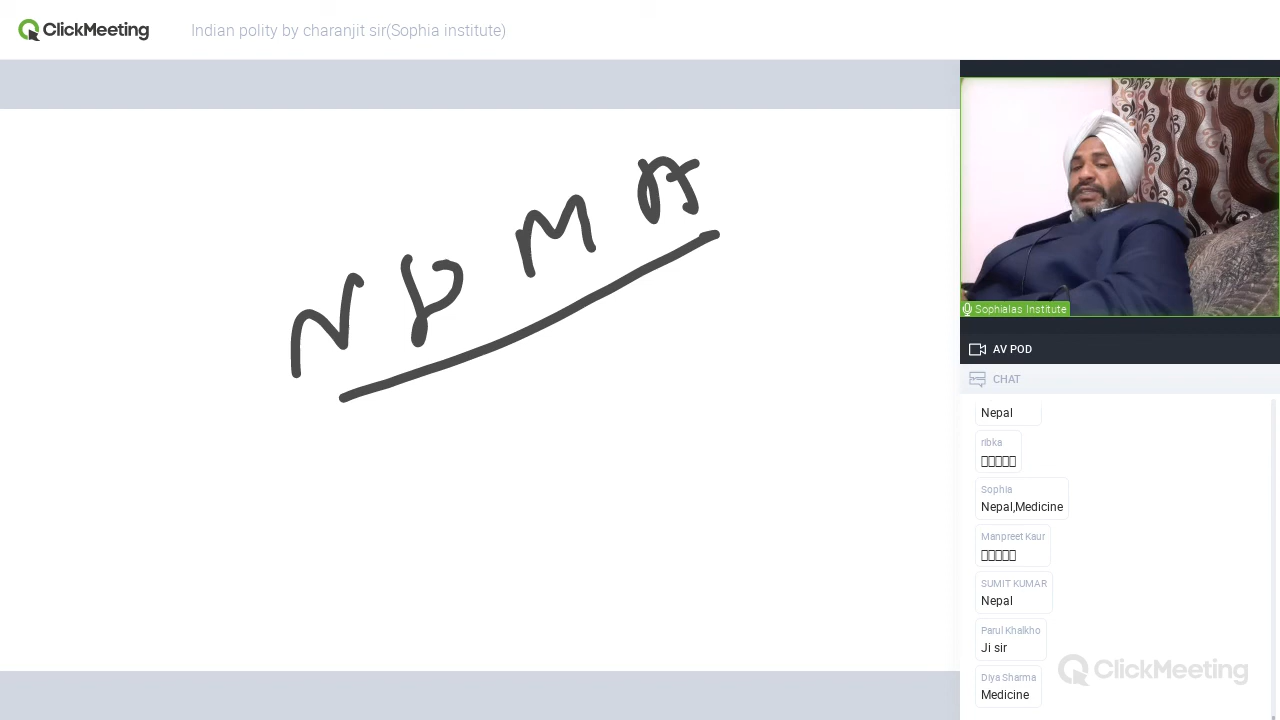 ClickMeeting
Indian polity by charanjit sir(Sophia institute)
N P M A
Sophialas Institute
AV POD
CHAT
Nepal
ribka
Sophia
Nepal,Medicine
Manpreet Kaur
SUMIT KUMAR
Nepal
Parul Khalkho
Ji sir
Diya Sharma
Medicine
ClickMeeting